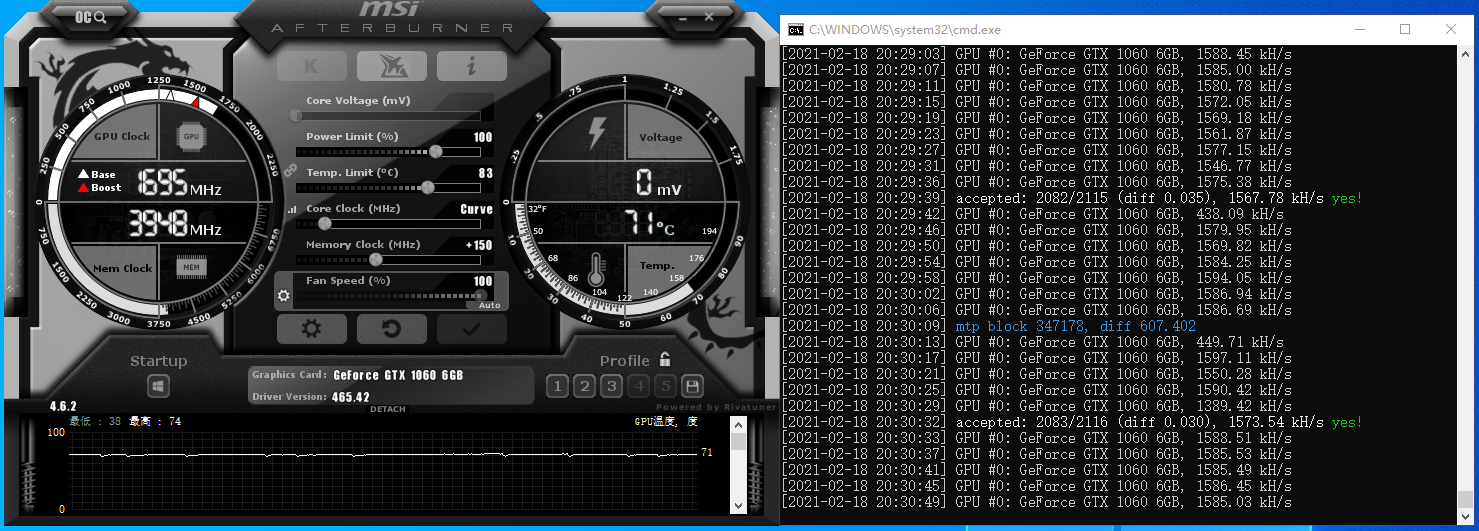 OC
msi
AFTERBURNER
K
i
Core Voltage (mV)
Power Limit (%) 100
Temp. Limit (°C) 83
Core Clock (MHz) Curve
Memory Clock (MHz) +150
Fan Speed (%) 100
Auto
0 250 500 750 1000 1250 1500 1750 2000 2250
GPU Clock
GPU
Base
Boost
1695 MHz
3948 MHz
Mem Clock
MEM
750 1500 2250 3000 3750 4500 5250 6000 6750
.25 .5 .75 1 1.25 1.5 1.75
Voltage
0 mV
71 °C
Temp.
32°F 50 68 86 104 122 140 158 176 194
0 10 20 30 40 50 60 70 80 90
Startup
Profile
1 2 3 4 5
Graphics Card: GeForce GTX 1060 6GB
Driver Version: 465.42
4.6.2
DETACH
Powered by Rivatuner
最低 : 38 最高 : 74
GPU温度, 度
100
71
0
C:\WINDOWS\system32\cmd.exe
[2021-02-18 20:29:03] GPU #0: GeForce GTX 1060 6GB, 1588.45 kH/s
[2021-02-18 20:29:07] GPU #0: GeForce GTX 1060 6GB, 1585.00 kH/s
[2021-02-18 20:29:11] GPU #0: GeForce GTX 1060 6GB, 1580.78 kH/s
[2021-02-18 20:29:15] GPU #0: GeForce GTX 1060 6GB, 1572.05 kH/s
[2021-02-18 20:29:19] GPU #0: GeForce GTX 1060 6GB, 1569.18 kH/s
[2021-02-18 20:29:23] GPU #0: GeForce GTX 1060 6GB, 1561.87 kH/s
[2021-02-18 20:29:27] GPU #0: GeForce GTX 1060 6GB, 1577.15 kH/s
[2021-02-18 20:29:31] GPU #0: GeForce GTX 1060 6GB, 1546.77 kH/s
[2021-02-18 20:29:36] GPU #0: GeForce GTX 1060 6GB, 1575.38 kH/s
[2021-02-18 20:29:39] accepted: 2082/2115 (diff 0.035), 1567.78 kH/s yes!
[2021-02-18 20:29:42] GPU #0: GeForce GTX 1060 6GB, 438.09 kH/s
[2021-02-18 20:29:46] GPU #0: GeForce GTX 1060 6GB, 1579.95 kH/s
[2021-02-18 20:29:50] GPU #0: GeForce GTX 1060 6GB, 1569.82 kH/s
[2021-02-18 20:29:54] GPU #0: GeForce GTX 1060 6GB, 1584.25 kH/s
[2021-02-18 20:29:58] GPU #0: GeForce GTX 1060 6GB, 1594.05 kH/s
[2021-02-18 20:30:02] GPU #0: GeForce GTX 1060 6GB, 1586.94 kH/s
[2021-02-18 20:30:06] GPU #0: GeForce GTX 1060 6GB, 1586.69 kH/s
[2021-02-18 20:30:09] mtp block 347178, diff 607.402
[2021-02-18 20:30:13] GPU #0: GeForce GTX 1060 6GB, 449.71 kH/s
[2021-02-18 20:30:17] GPU #0: GeForce GTX 1060 6GB, 1597.11 kH/s
[2021-02-18 20:30:21] GPU #0: GeForce GTX 1060 6GB, 1550.28 kH/s
[2021-02-18 20:30:25] GPU #0: GeForce GTX 1060 6GB, 1590.42 kH/s
[2021-02-18 20:30:29] GPU #0: GeForce GTX 1060 6GB, 1389.42 kH/s
[2021-02-18 20:30:32] accepted: 2083/2116 (diff 0.030), 1573.54 kH/s yes!
[2021-02-18 20:30:33] GPU #0: GeForce GTX 1060 6GB, 1588.51 kH/s
[2021-02-18 20:30:37] GPU #0: GeForce GTX 1060 6GB, 1585.53 kH/s
[2021-02-18 20:30:41] GPU #0: GeForce GTX 1060 6GB, 1585.49 kH/s
[2021-02-18 20:30:45] GPU #0: GeForce GTX 1060 6GB, 1586.45 kH/s
[2021-02-18 20:30:49] GPU #0: GeForce GTX 1060 6GB, 1585.03 kH/s